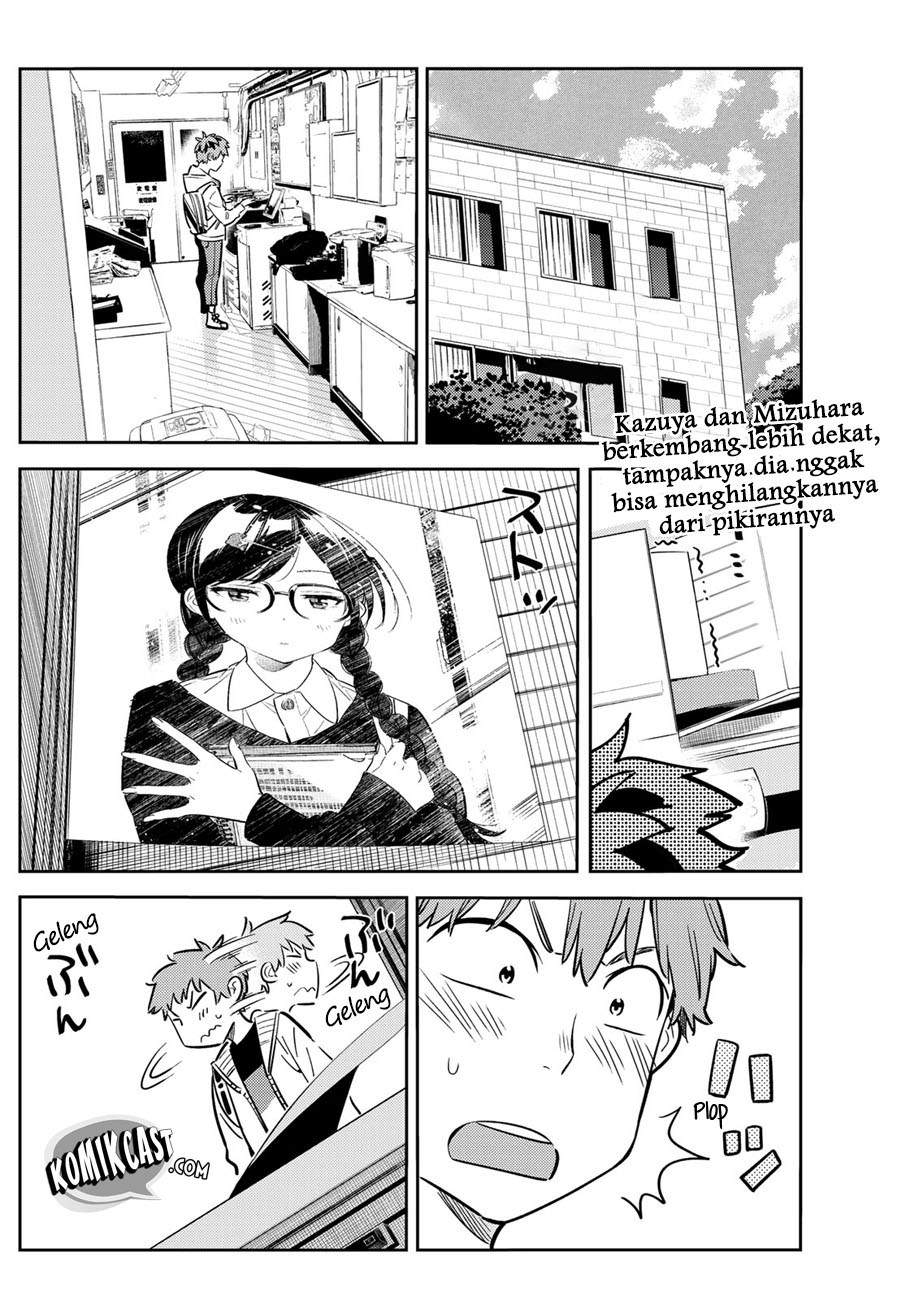 Kazuya dan Mizuhara
berkembang lebih dekat,
tampaknya dia nggak
bisa menghilangkannya
dari pikirannya
ストッ
Plop
ぶん
Geleng
Geleng
ぶん
KOMIKCAST
.COM